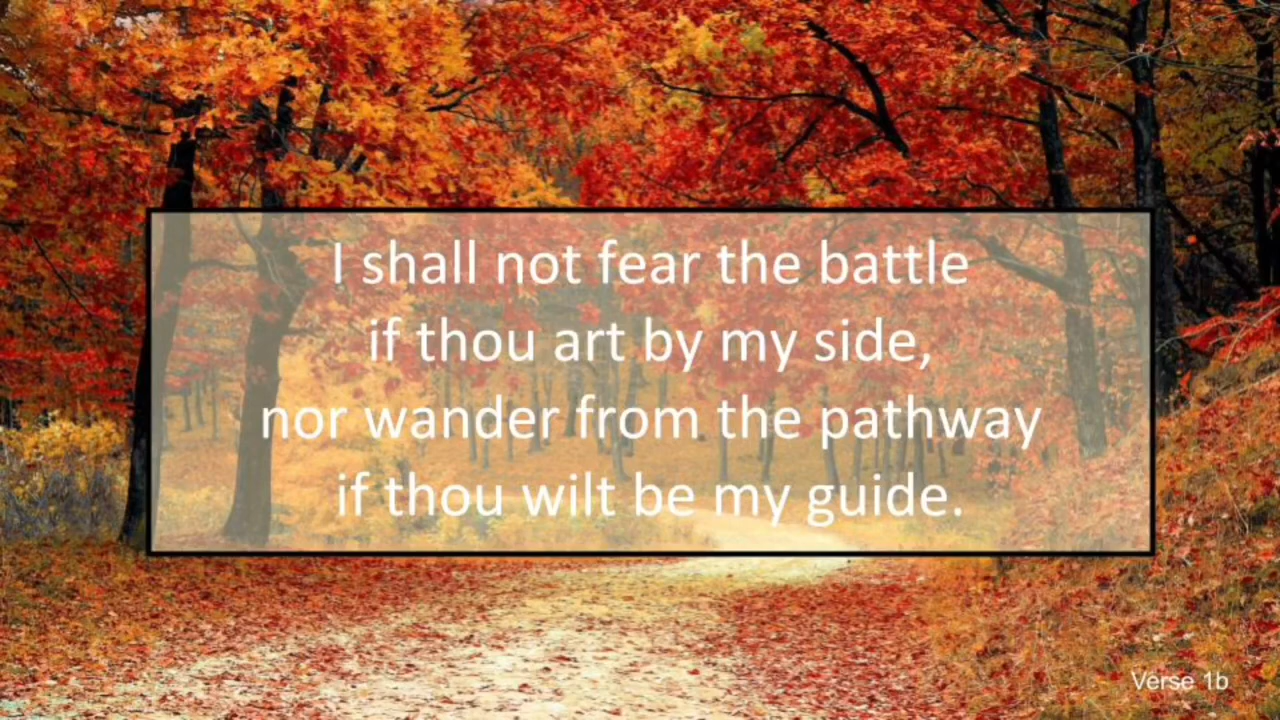 I shall not fear the battle
if thou art by my side,
nor wander from the pathway
if thou wilt be my guide.
Verse 1b